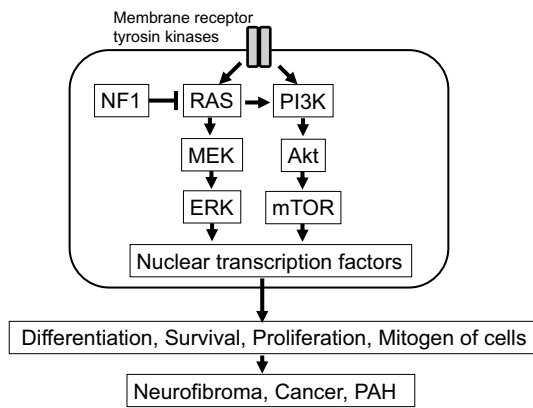 Membrane receptor
tyrosin kinases
NF1
RAS
PI3K
MEK
Akt
ERK
mTOR
Nuclear transcription factors
Differentiation, Survival, Proliferation, Mitogen of cells
Neurofibroma, Cancer, PAH